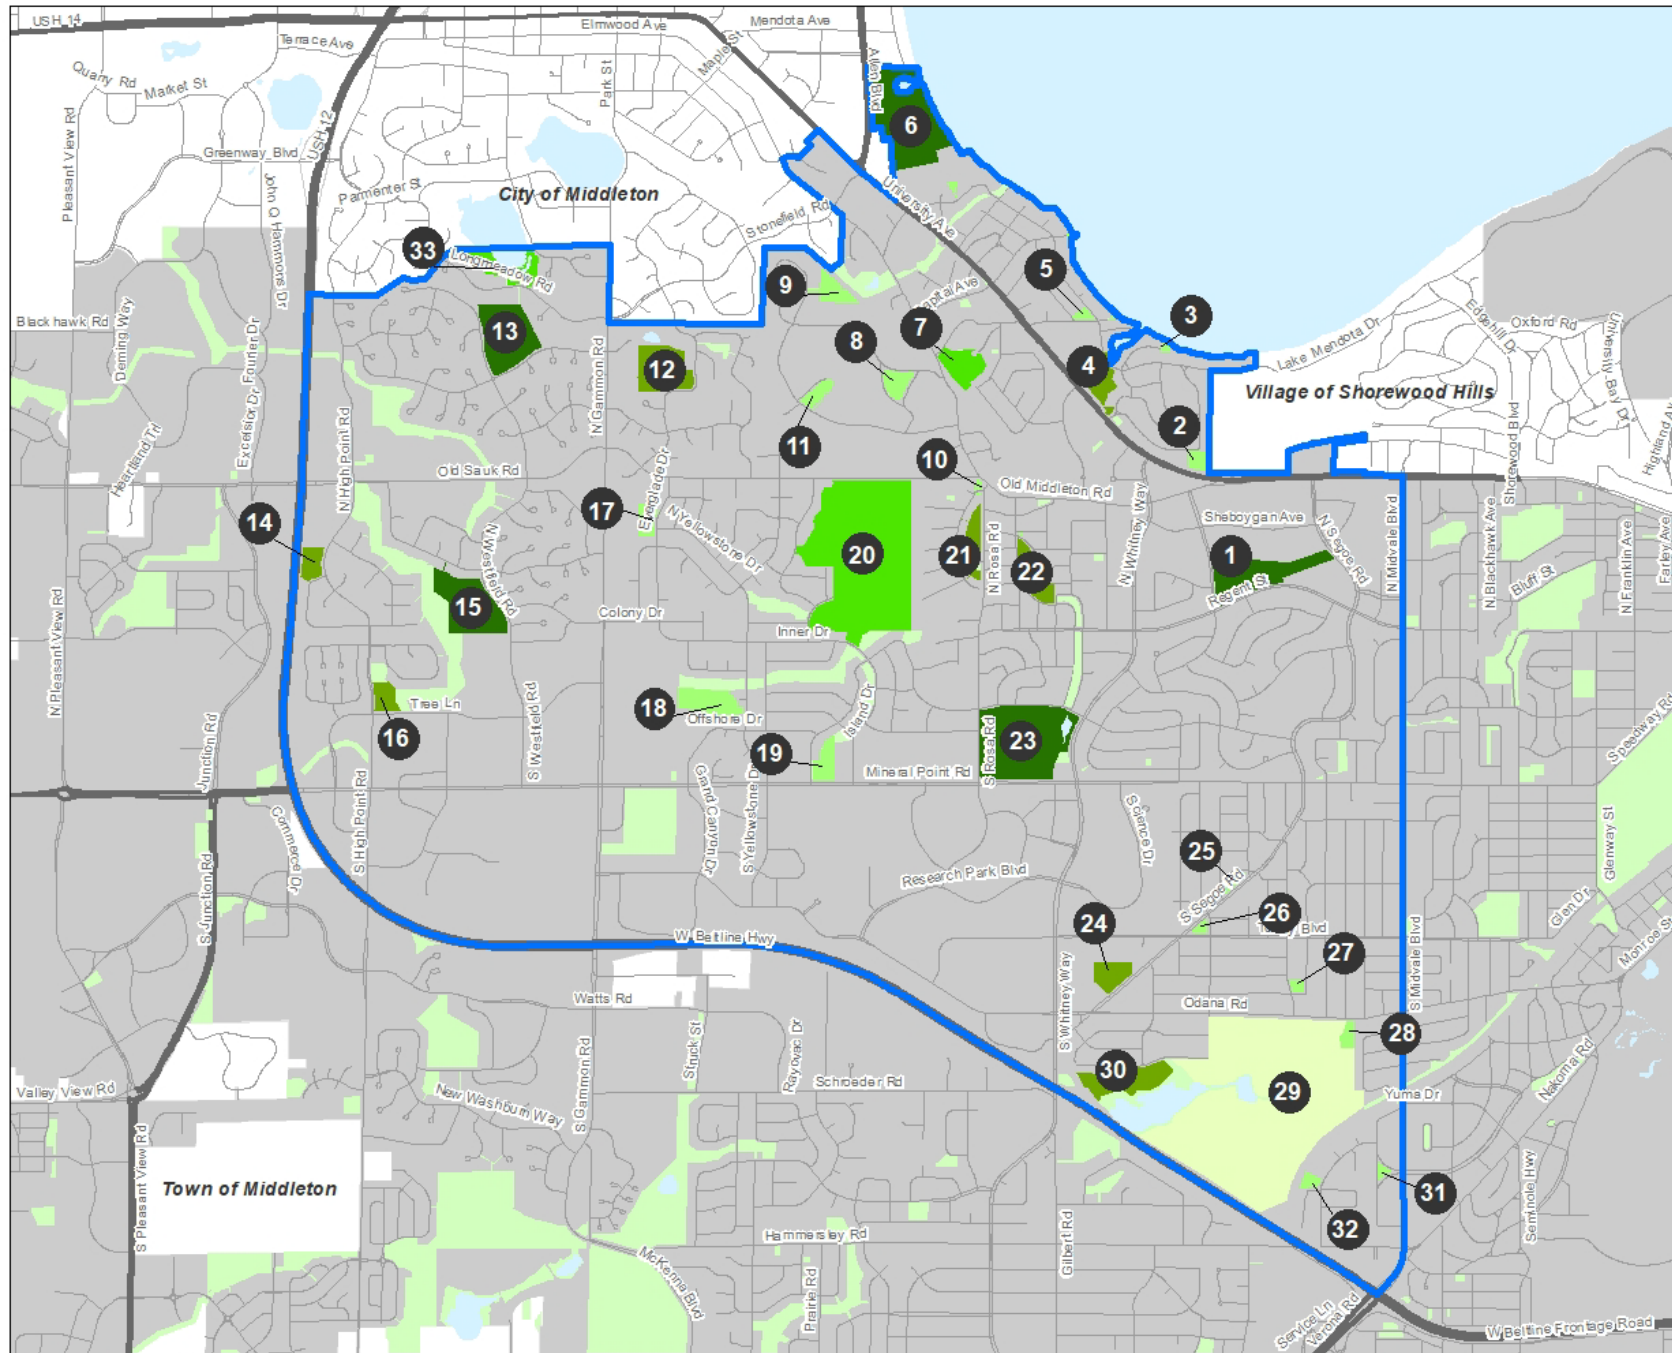 USH 14
Elmwood Ave
Mendota Ave
Terrace Ave
Maple St
Park St
Allen Blvd
Quarry Rd
Market St
Pleasant View Rd
USH 12
6
Greenway Blvd
John Q Hammons Dr
Parmenter St
City of Middleton
University Ave
Stonefield Rd
33
Longmeadow Rd
9
5
Capital Ave
3
Blackhawk Rd
Deming Way
Fourier Dr
13
7
8
Lake Mendota Dr
Edgehill Dr
Oxford Rd
University Bay Dr
12
4
N Gammon Rd
Excelsior Dr
Village of Shorewood Hills
Highland Av
Heartland Trl
N High Point Rd
11
2
Shorewood Blvd
Old Sauk Rd
10
Old Middleton Rd
Everglade Dr
N Yellowstone Dr
17
14
N Whitney Way
Sheboygan Ave
N Segoe Rd
N Midvale Blvd
N Blackhawk Ave
N Franklin Ave
Farley Ave
N Westfield Rd
20
21
N Rosa Rd
22
1
Regent St
Bluff St
15
Colony Dr
Inner Dr
N Pleasant View Rd
Tree Ln
18
Offshore Dr
Island Dr
16
S Westfield Rd
23
S Rosa Rd
19
Speedway Rd
Junction Rd
Mineral Point Rd
S High Point Rd
Grand Canyon Dr
S Yellowstone Dr
Commerce Dr
Science Dr
Glenway St
25
Research Park Blvd
S Segoe Rd
S Junction Rd
24
26
Glen Dr
Monroe St
W Beltline Hwy
27
S Midvale Blvd
Watts Rd
S Whitney Way
Odana Rd
28
Struck St
Rayovac Dr
S Gammon Rd
30
29
Nakoma Rd
Valley View Rd
New Washburn Way
Schroeder Rd
Yuma Dr
S Pleasant View Rd
Town of Middleton
31
Seminole Hwy
32
Hammersley Rd
Gilbert Rd
McKenna Blvd
Prairie Rd
Service Ln
Verona Rd
W Beltline Frontage Road